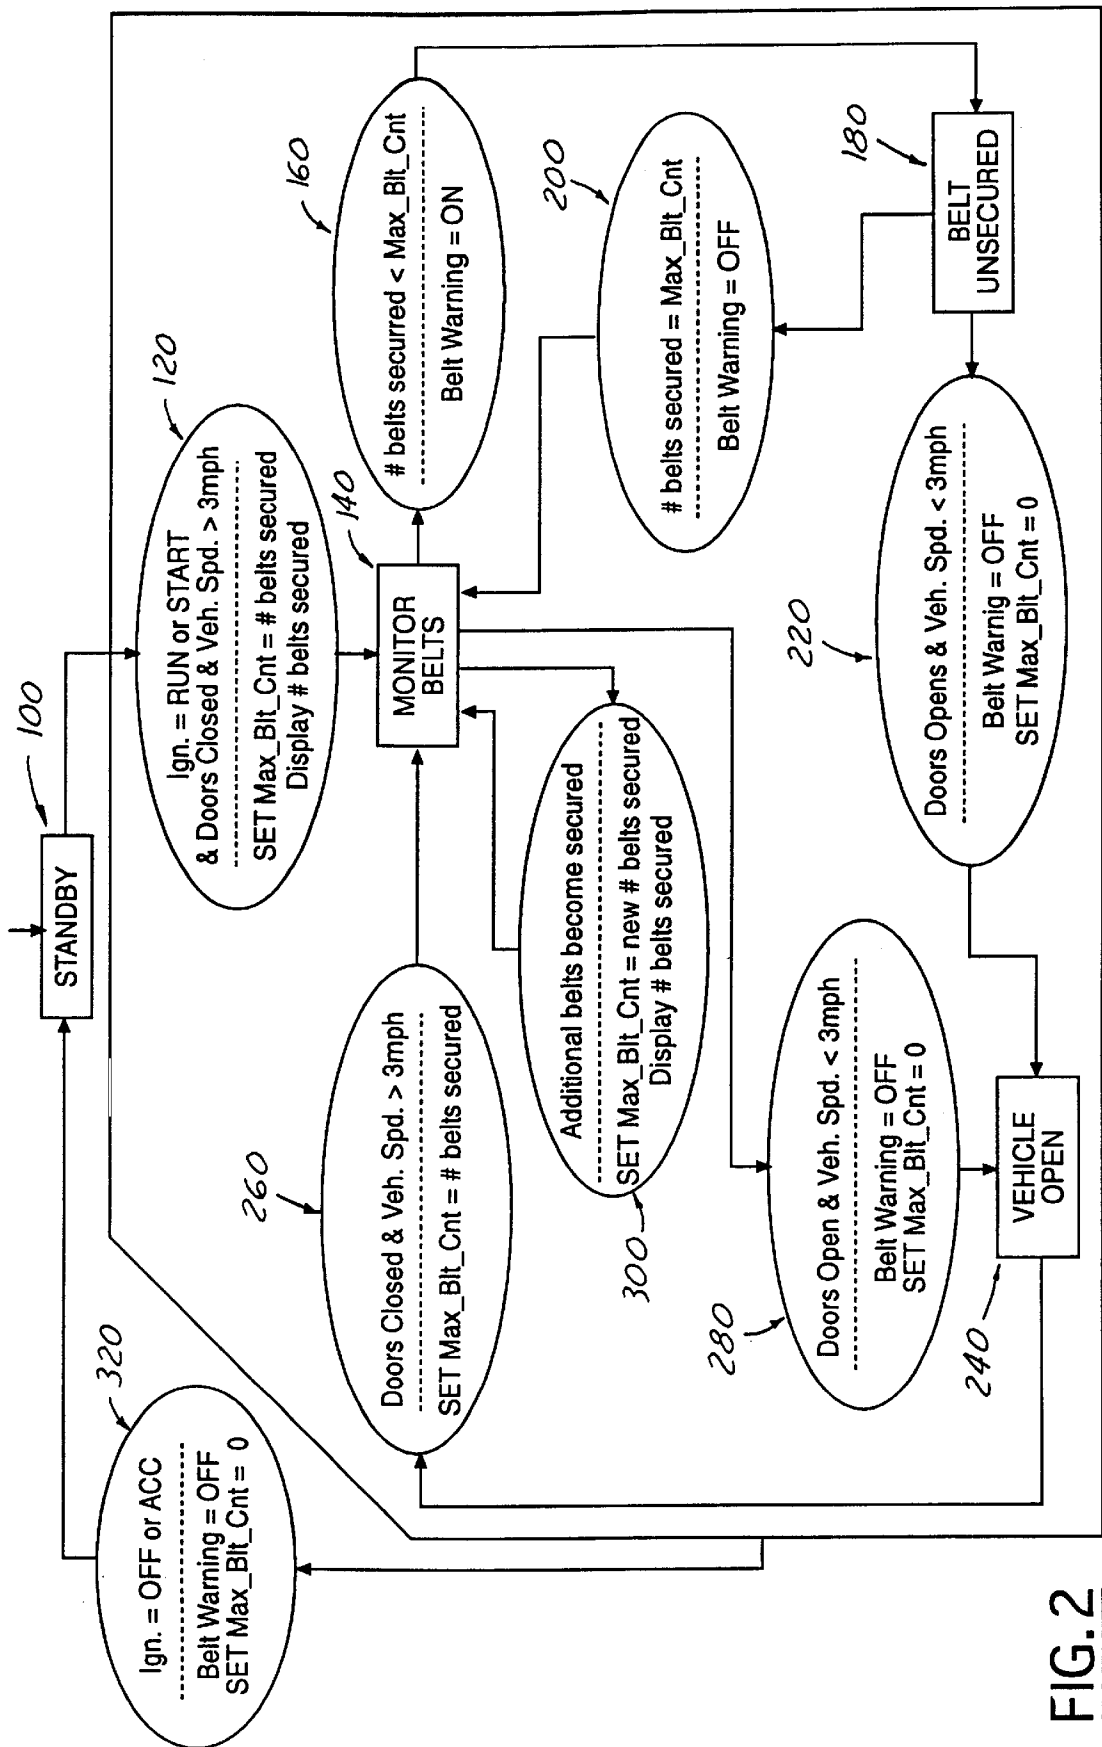 100
STANDBY
320
Ign. = OFF or ACC
Belt Warning = OFF
SET Max_Blt_Cnt = 0
120
Ign. = RUN or START
& Doors Closed & Veh. Spd. > 3mph
SET Max_Blt_Cnt = # belts secured
Display # belts secured
140
MONITOR
BELTS
160
# belts securred < Max_Blt_Cnt
Belt Warning = ON
260
Doors Closed & Veh. Spd. > 3mph
SET Max_Blt_Cnt = # belts secured
300
Additional belts become secured
SET Max_Blt_Cnt = new # belts secured
Display # belts secured
200
# belts secured = Max_Blt_Cnt
Belt Warning = OFF
180
BELT
UNSECURED
280
Doors Open & Veh. Spd. < 3mph
Belt Warning = OFF
SET Max_Blt_Cnt = 0
220
Doors Opens & Veh. Spd. < 3mph
Belt Warnig = OFF
SET Max_Blt_Cnt = 0
240
VEHICLE
OPEN
FIG. 2